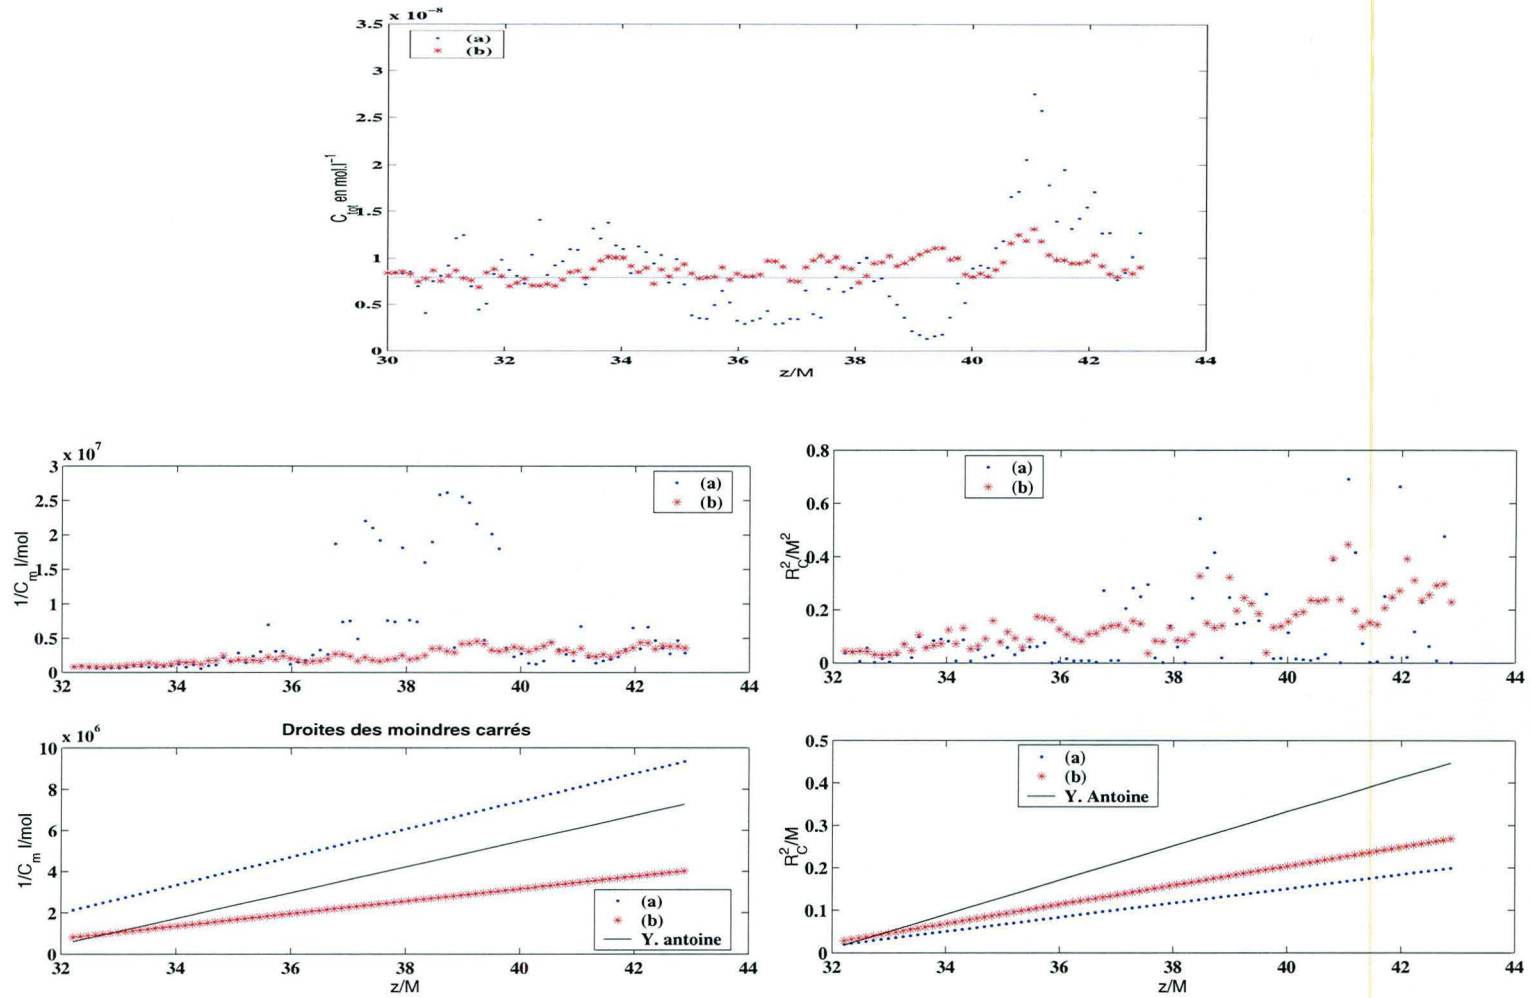 x 10⁻⁸
3.5
3
2.5
2
1.5
1
0.5
0
C_tot en mol.l⁻¹
(a)
(b)
30 32 34 36 38 40 42 44
z/M
x 10⁷
3
2.5
2
1.5
1
0.5
0
1/C_m l/mol
(a)
(b)
32 34 36 38 40 42 44
0.8
0.6
0.4
0.2
0
R_C²/M²
(a)
(b)
32 34 36 38 40 42 44
Droites des moindres carrés
x 10⁶
10
8
6
4
2
0
1/C_m l/mol
(a)
(b)
Y. antoine
32 34 36 38 40 42 44
z/M
0.5
0.4
0.3
0.2
0.1
0
R_C²/M
(a)
(b)
Y. Antoine
32 34 36 38 40 42 44
z/M